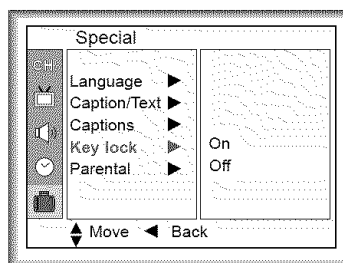 Special
CH
Language ▶
Caption/Text ▶
Captions ▶
Key lock ▶
Parental ▶
On
Off
Move ◀ Back